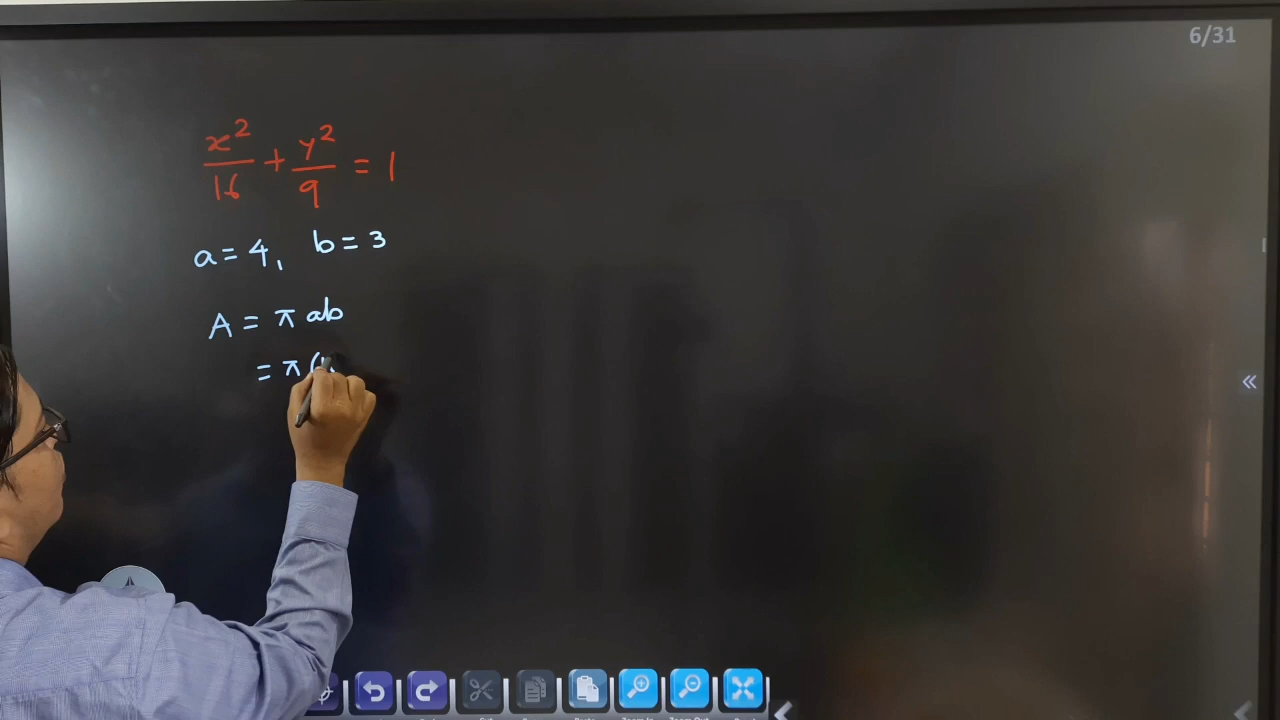 6/31
x²/16 + y²/9 = 1
a = 4, b = 3
A = π ab
= π (